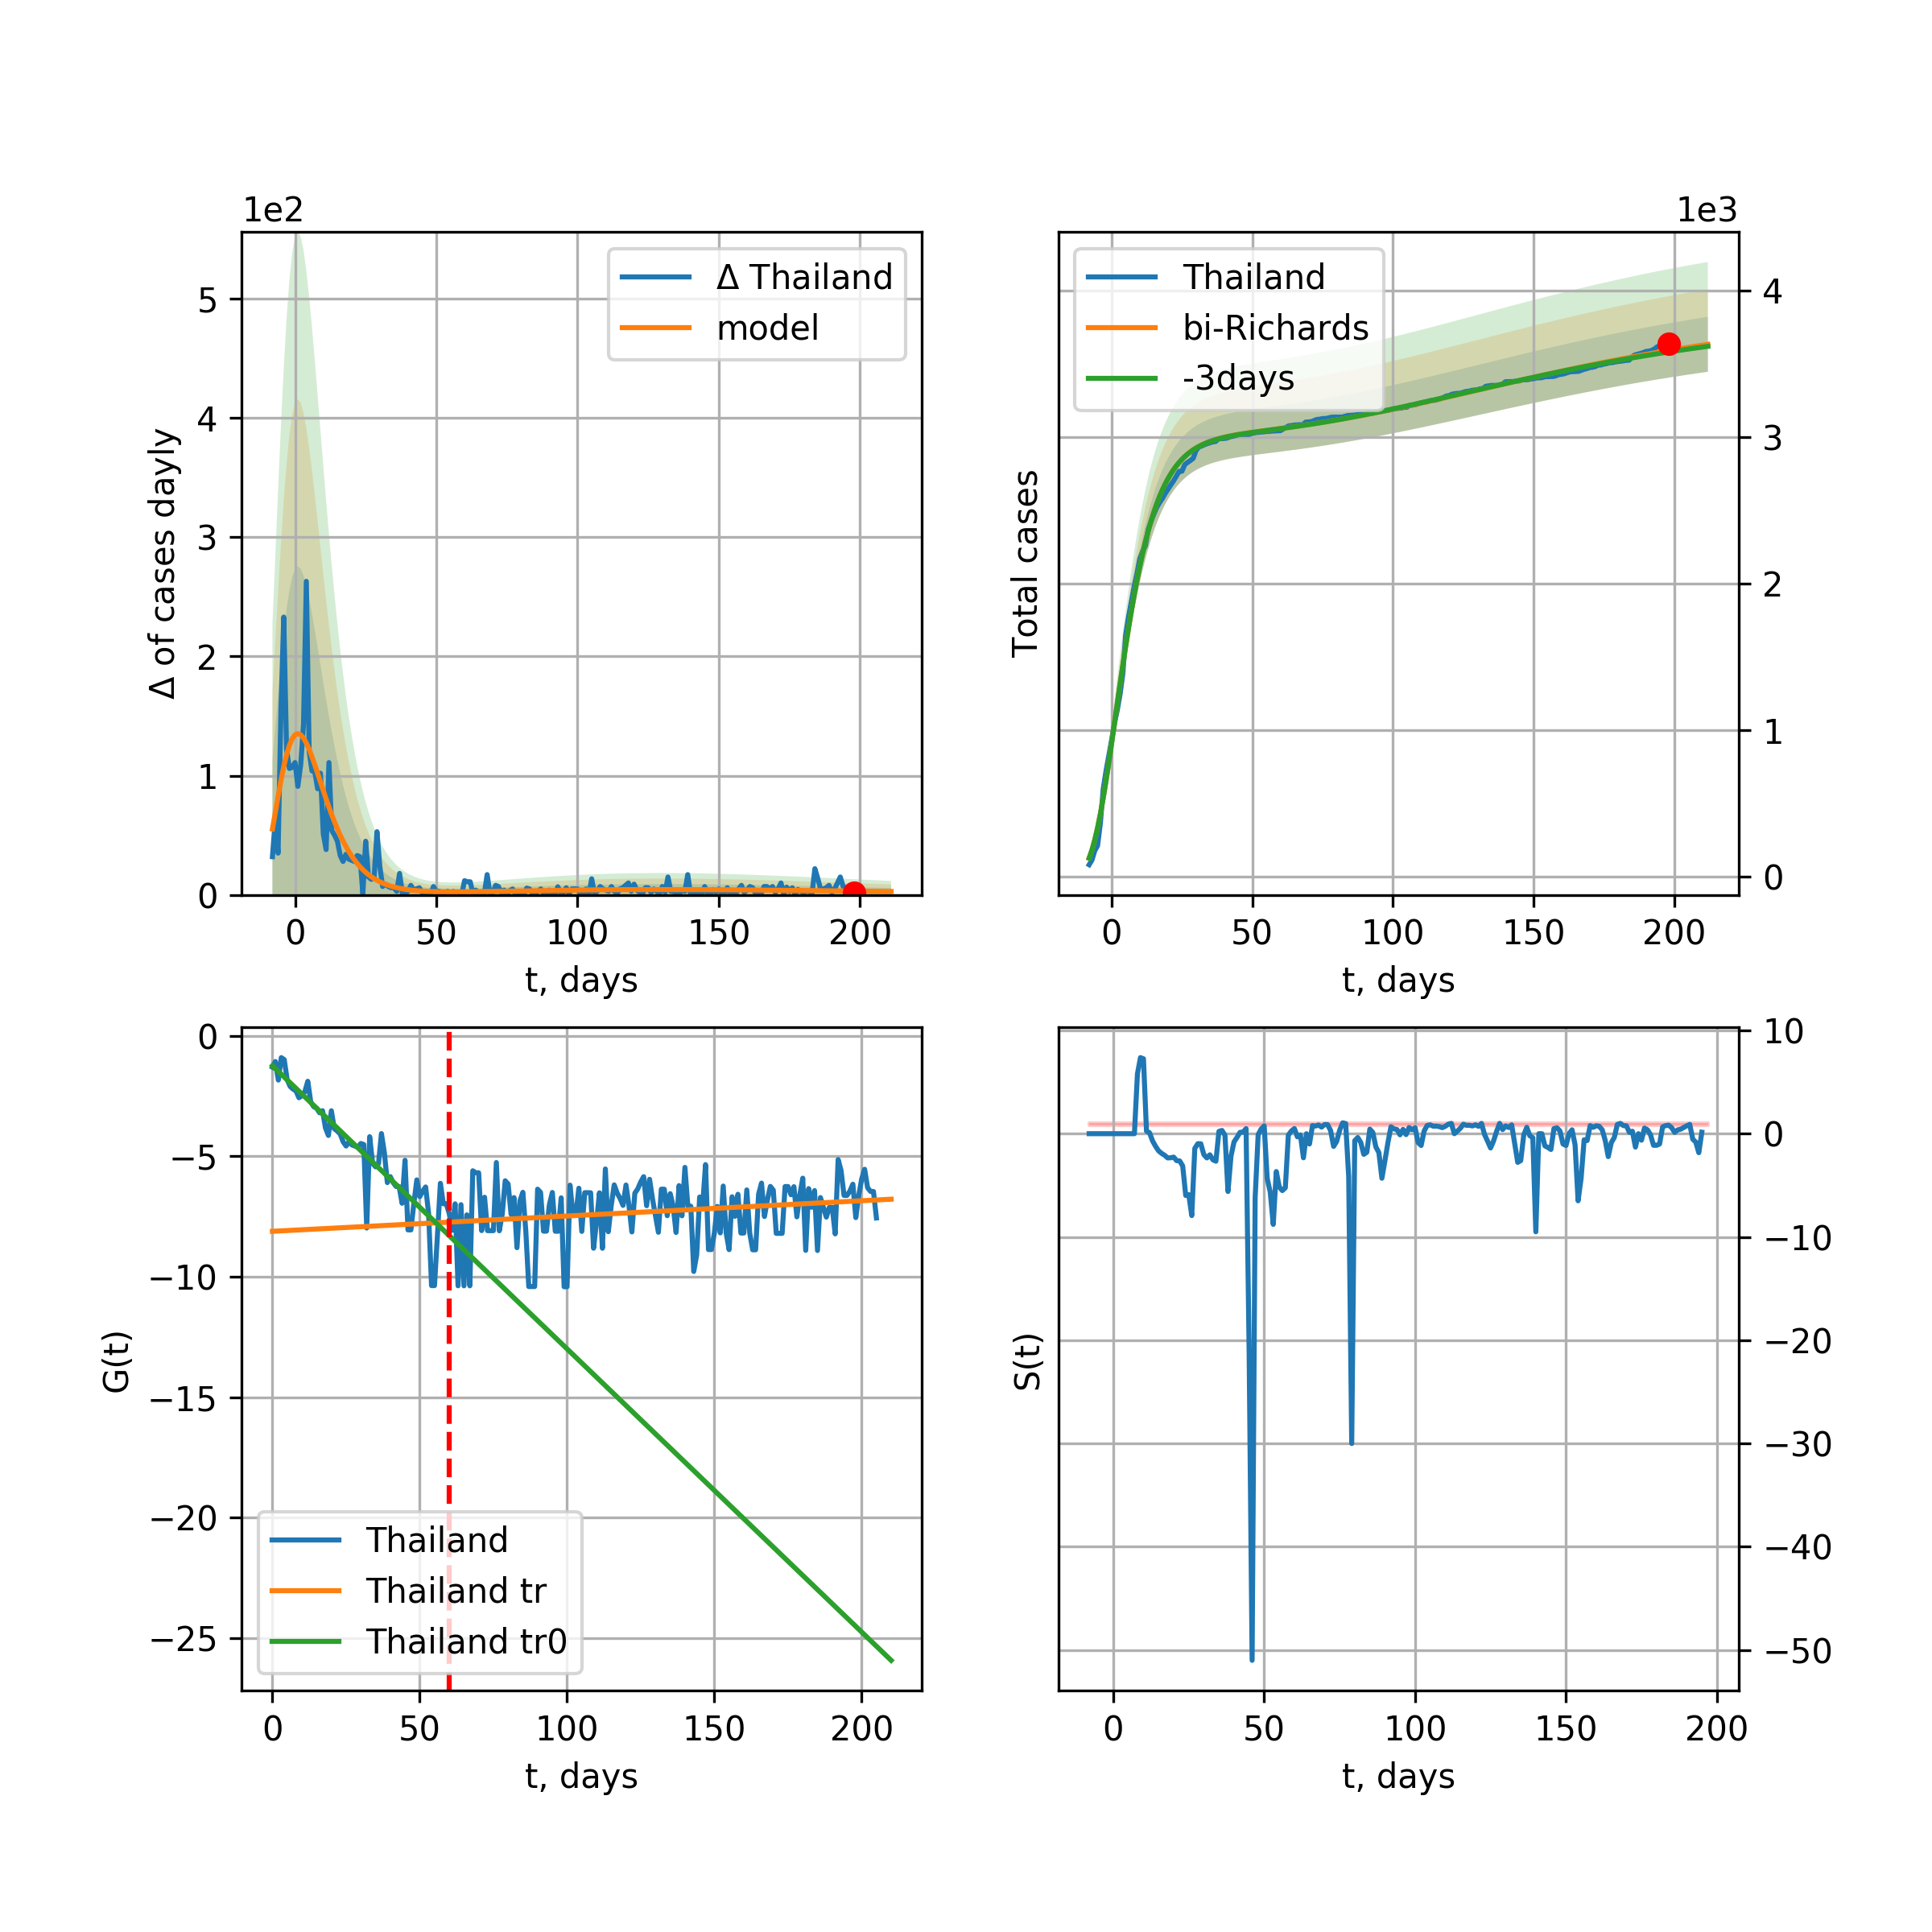 1e2
Δ of cases dayly
5
4
3
2
1
0
Δ Thailand
model
0 50 100 150 200
t, days
1e3
Total cases
Thailand
bi-Richards
-3days
4
3
2
1
0
0 50 100 150 200
t, days
G(t)
0
−5
−10
−15
−20
−25
Thailand
Thailand tr
Thailand tr0
0 50 100 150 200
t, days
S(t)
10
0
−10
−20
−30
−40
−50
0 50 100 150 200
t, days